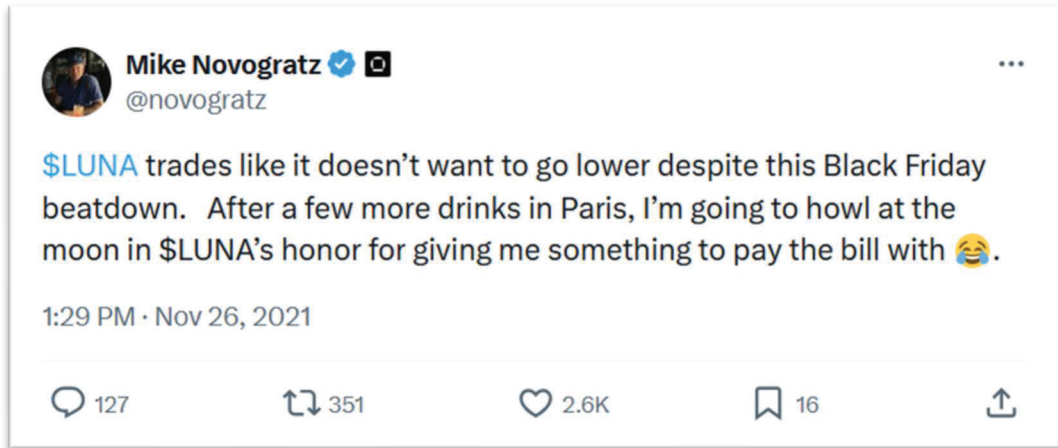 Mike Novogratz
@novogratz
$LUNA trades like it doesn’t want to go lower despite this Black Friday
beatdown.   After a few more drinks in Paris, I’m going to howl at the
moon in $LUNA’s honor for giving me something to pay the bill with 😂.
1:29 PM · Nov 26, 2021
127 351 2.6K 16